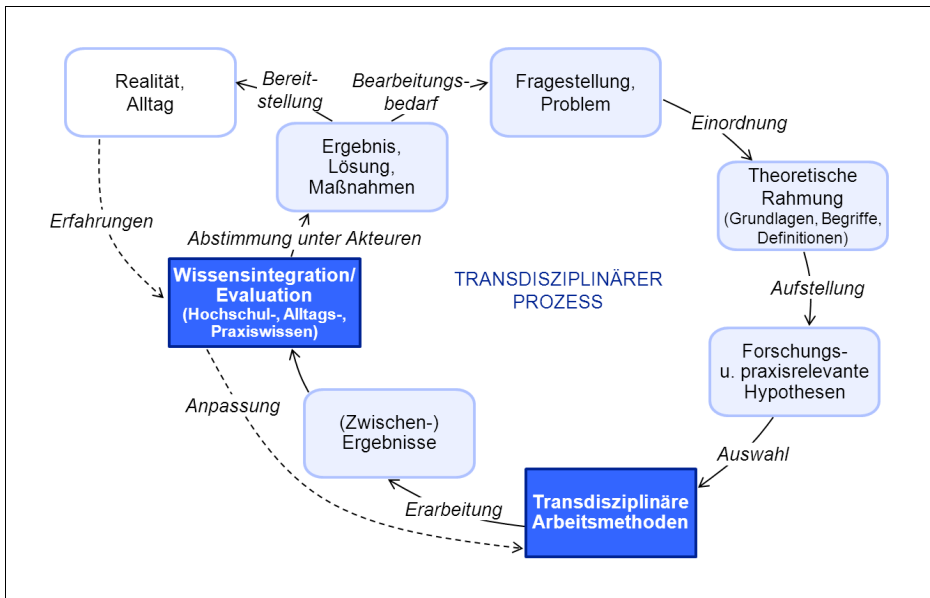 Realität,
Alltag
Bereit-
stellung
Bearbeitungs-
bedarf
Fragestellung,
Problem
Einordnung
Ergebnis,
Lösung,
Maßnahmen
Theoretische
Rahmung
(Grundlagen, Begriffe,
Definitionen)
Erfahrungen
Abstimmung unter Akteuren
Wissensintegration/
Evaluation
(Hochschul-, Alltags-,
Praxiswissen)
TRANSDISZIPLINÄRER
PROZESS
Aufstellung
Forschungs-
u. praxisrelevante
Hypothesen
Anpassung
(Zwischen-)
Ergebnisse
Auswahl
Transdisziplinäre
Arbeitsmethoden
Erarbeitung